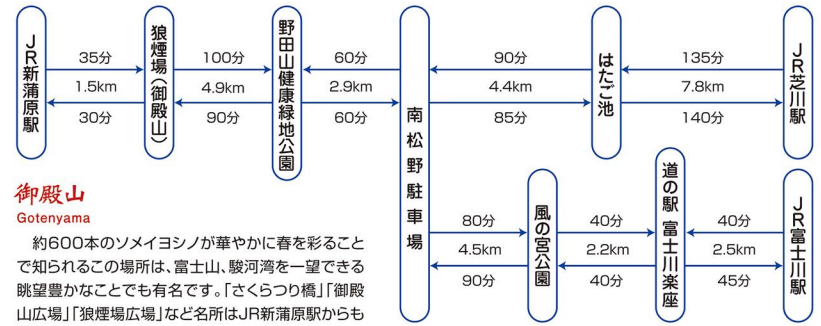 JR新蒲原駅
35分
1.5km
30分
狼煙場(御殿山)
100分
4.9km
90分
野田山健康緑地公園
60分
2.9km
60分
南松野駐車場
90分
4.4km
85分
はたご池
135分
7.8km
140分
JR芝川駅
80分
4.5km
90分
風の宮公園
40分
2.2km
40分
道の駅 富士川楽座
40分
2.5km
45分
JR富士川駅
御殿山
Gotenyama
約600本のソメイヨシノが華やかに春を彩ること
で知られるこの場所は、富士山、駿河湾を一望できる
眺望豊かなことでも有名です。「さくらつり橋」「御殿
山広場」「狼煙場広場」など名所はJR新蒲原駅からも